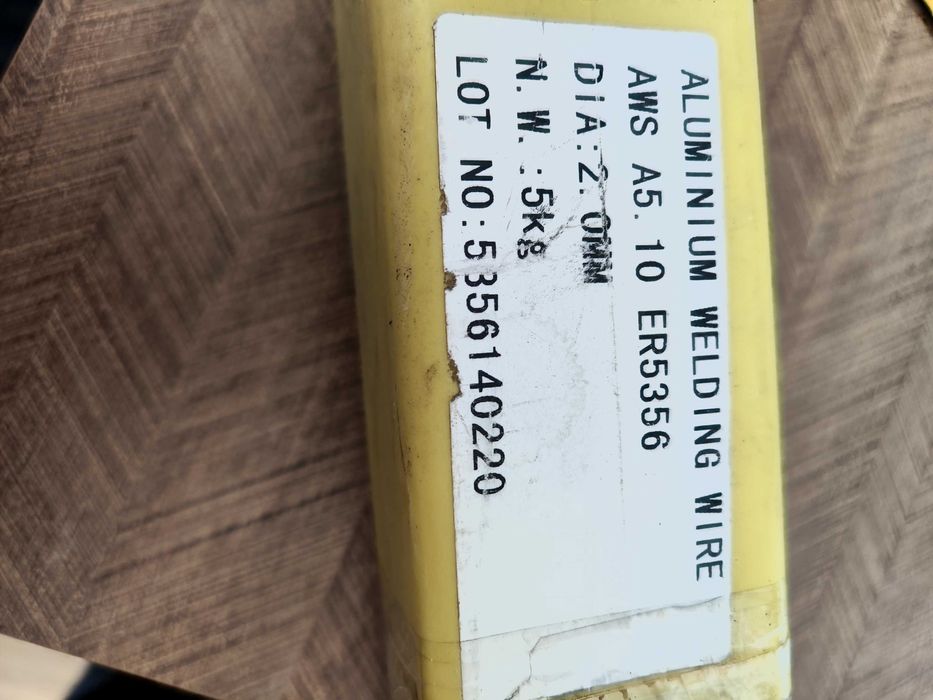 ALUMINIUM WELDING WIRE
AWS A5.10 ER5356
DIA:2.0MM
N.W.:5kg
LOT NO:5356140220